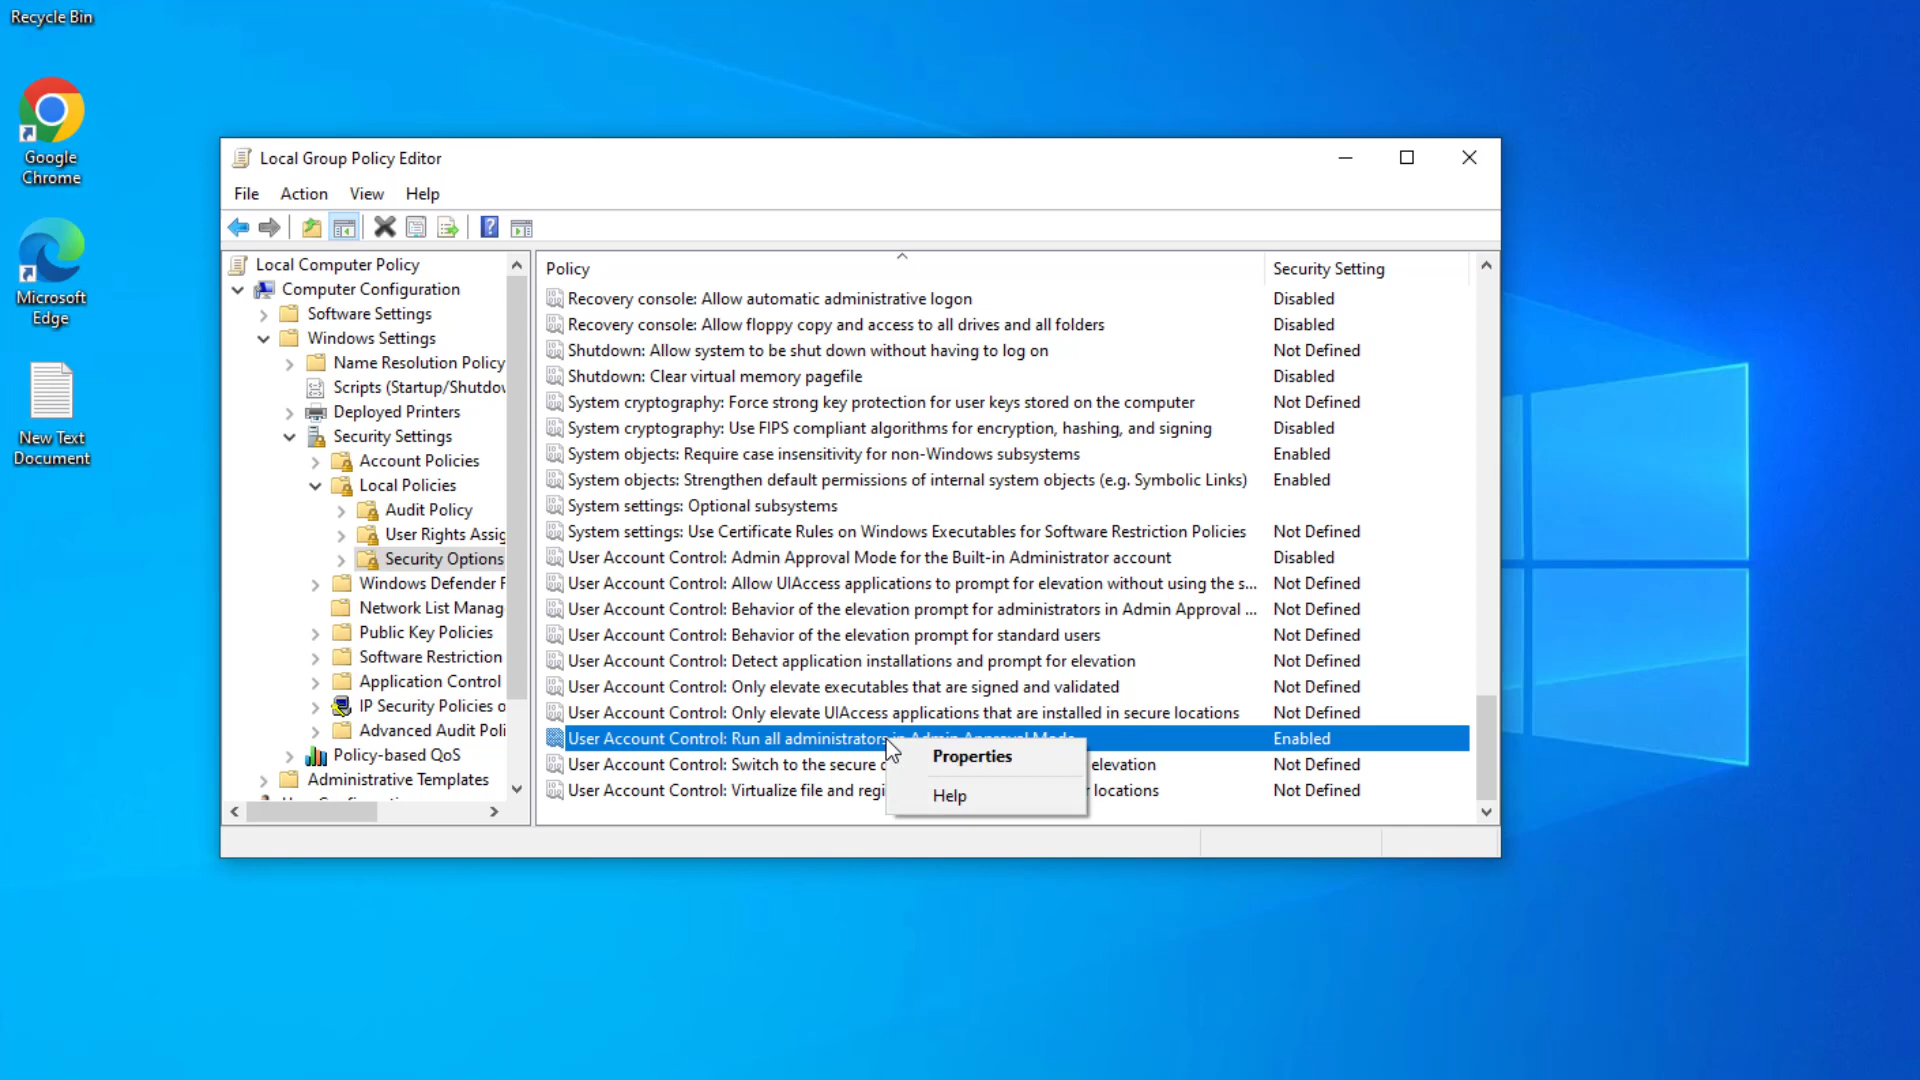 Recycle Bin
Google
Chrome
Microsoft
Edge
New Text
Document
Local Group Policy Editor
File Action View Help
Local Computer Policy
Computer Configuration
Software Settings
Windows Settings
Name Resolution Policy
Scripts (Startup/Shutdov
Deployed Printers
Security Settings
Account Policies
Local Policies
Audit Policy
User Rights Assig
Security Options
Windows Defender F
Network List Manag
Public Key Policies
Software Restriction
Application Control
IP Security Policies o
Advanced Audit Poli
Policy-based QoS
Administrative Templates
Policy Security Setting
Recovery console: Allow automatic administrative logon Disabled
Recovery console: Allow floppy copy and access to all drives and all folders Disabled
Shutdown: Allow system to be shut down without having to log on Not Defined
Shutdown: Clear virtual memory pagefile Disabled
System cryptography: Force strong key protection for user keys stored on the computer Not Defined
System cryptography: Use FIPS compliant algorithms for encryption, hashing, and signing Disabled
System objects: Require case insensitivity for non-Windows subsystems Enabled
System objects: Strengthen default permissions of internal system objects (e.g. Symbolic Links) Enabled
System settings: Optional subsystems
System settings: Use Certificate Rules on Windows Executables for Software Restriction Policies Not Defined
User Account Control: Admin Approval Mode for the Built-in Administrator account Disabled
User Account Control: Allow UIAccess applications to prompt for elevation without using the s... Not Defined
User Account Control: Behavior of the elevation prompt for administrators in Admin Approval ... Not Defined
User Account Control: Behavior of the elevation prompt for standard users Not Defined
User Account Control: Detect application installations and prompt for elevation Not Defined
User Account Control: Only elevate executables that are signed and validated Not Defined
User Account Control: Only elevate UIAccess applications that are installed in secure locations Not Defined
User Account Control: Run all administrators in Admin Approval Mode Enabled
User Account Control: Switch to the secure elevation Not Defined
User Account Control: Virtualize file and regi locations Not Defined
Properties
Help